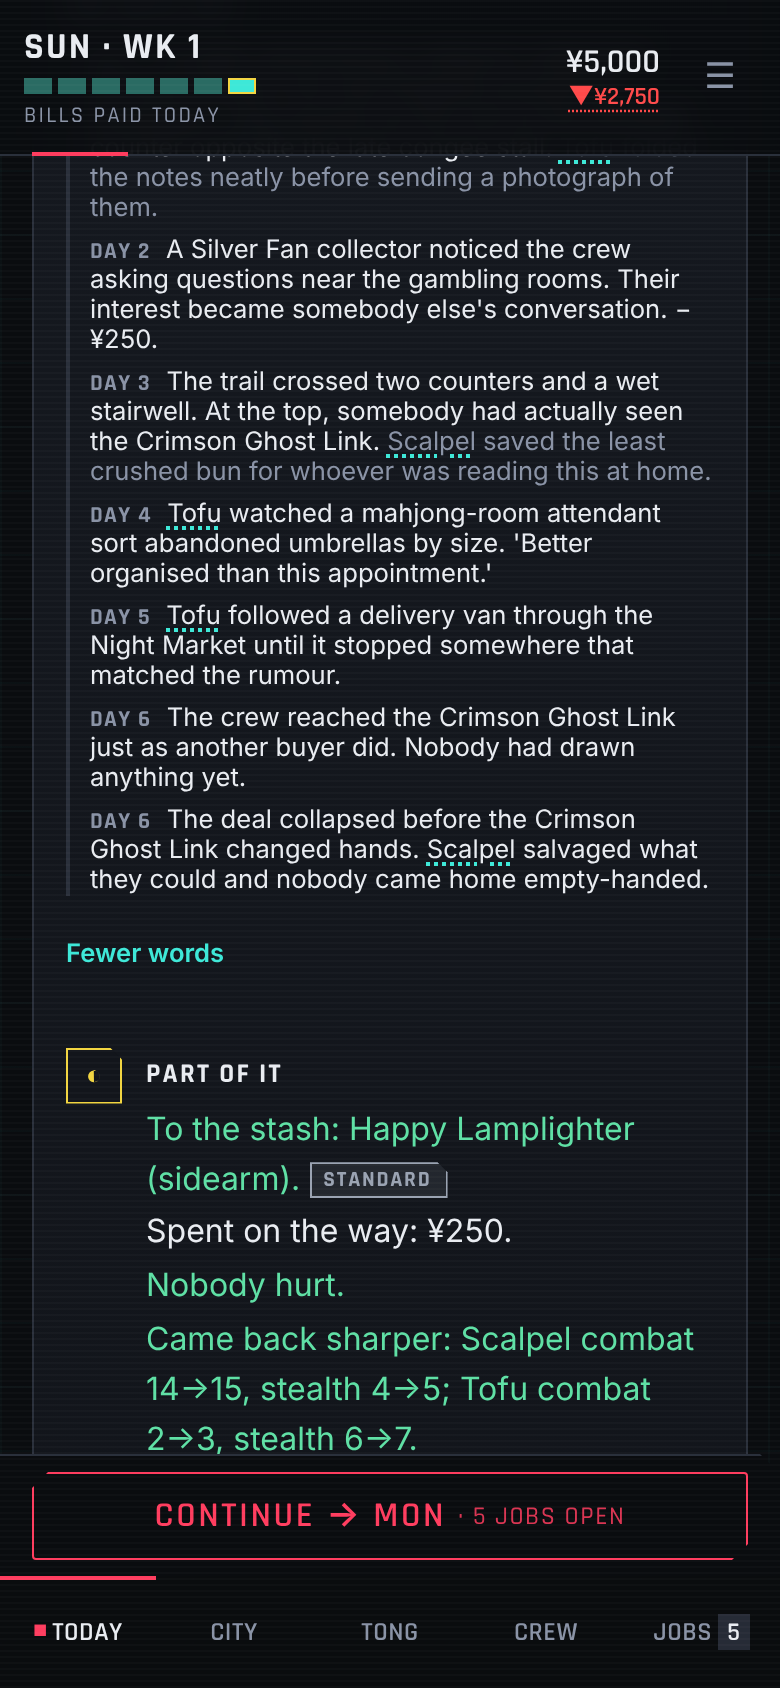 SUN · WK 1
¥5,000
▼¥2,750
☰
BILLS PAID TODAY
counter opposite the late congee stall.
the notes neatly before sending a photograph of
them.
DAY 2 A Silver Fan collector noticed the crew
asking questions near the gambling rooms. Their
interest became somebody else's conversation. –
¥250.
DAY 3 The trail crossed two counters and a wet
stairwell. At the top, somebody had actually seen
the Crimson Ghost Link. Scalpel saved the least
crushed bun for whoever was reading this at home.
DAY 4 Tofu watched a mahjong-room attendant
sort abandoned umbrellas by size. 'Better
organised than this appointment.'
DAY 5 Tofu followed a delivery van through the
Night Market until it stopped somewhere that
matched the rumour.
DAY 6 The crew reached the Crimson Ghost Link
just as another buyer did. Nobody had drawn
anything yet.
DAY 6 The deal collapsed before the Crimson
Ghost Link changed hands. Scalpel salvaged what
they could and nobody came home empty-handed.
Fewer words
PART OF IT
To the stash: Happy Lamplighter
(sidearm). STANDARD
Spent on the way: ¥250.
Nobody hurt.
Came back sharper: Scalpel combat
14→15, stealth 4→5; Tofu combat
2→3, stealth 6→7.
CONTINUE → MON · 5 JOBS OPEN
TODAY
CITY
TONG
CREW
JOBS 5